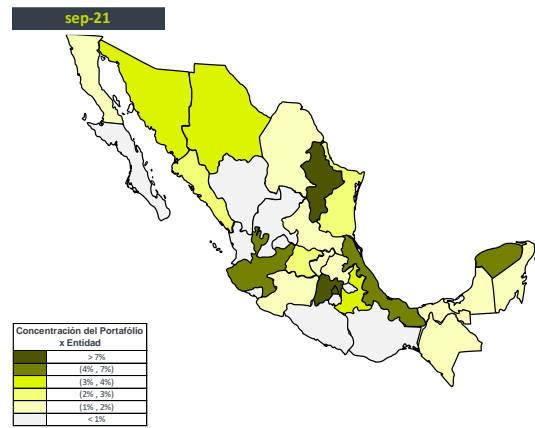 sep-21
Concentración del Portafólio
x Entidad
> 7%
(4% , 7%)
(3% , 4%)
(2% , 3%)
(1% , 2%)
< 1%